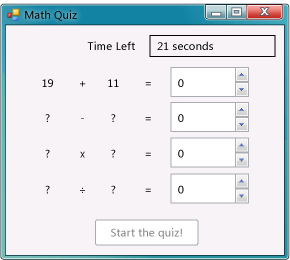 Math Quiz
Time Left 21 seconds
19 + 11 = 0
? - ? = 0
? x ? = 0
? ÷ ? = 0
Start the quiz!